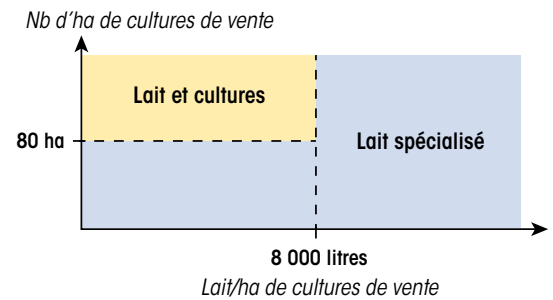 Nb d'ha de cultures de vente
Lait et cultures
80 ha
Lait spécialisé
8 000 litres
Lait/ha de cultures de vente